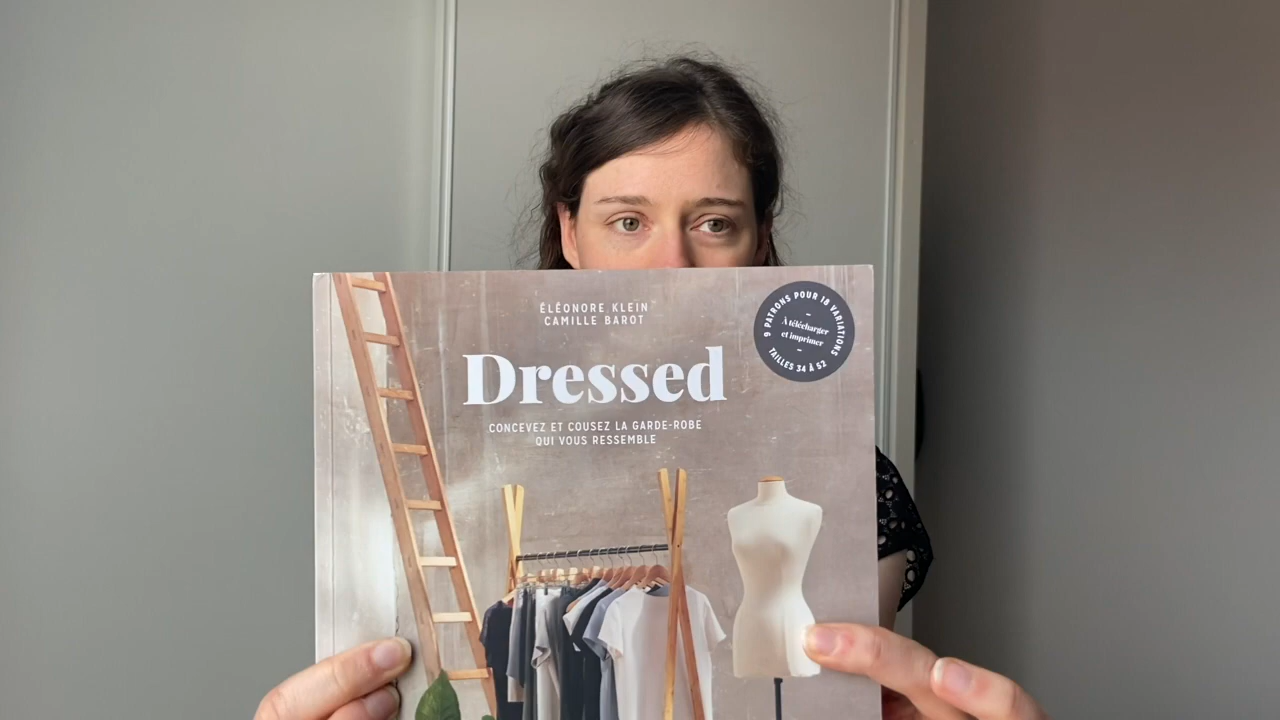 ÉLÉONORE KLEIN
CAMILLE BAROT
Dressed
CONCEVEZ ET COUSEZ LA GARDE-ROBE
QUI VOUS RESSEMBLE
9 PATRONS POUR 18 VARIATIONS
À télécharger
et imprimer
TAILLES 34 À 52